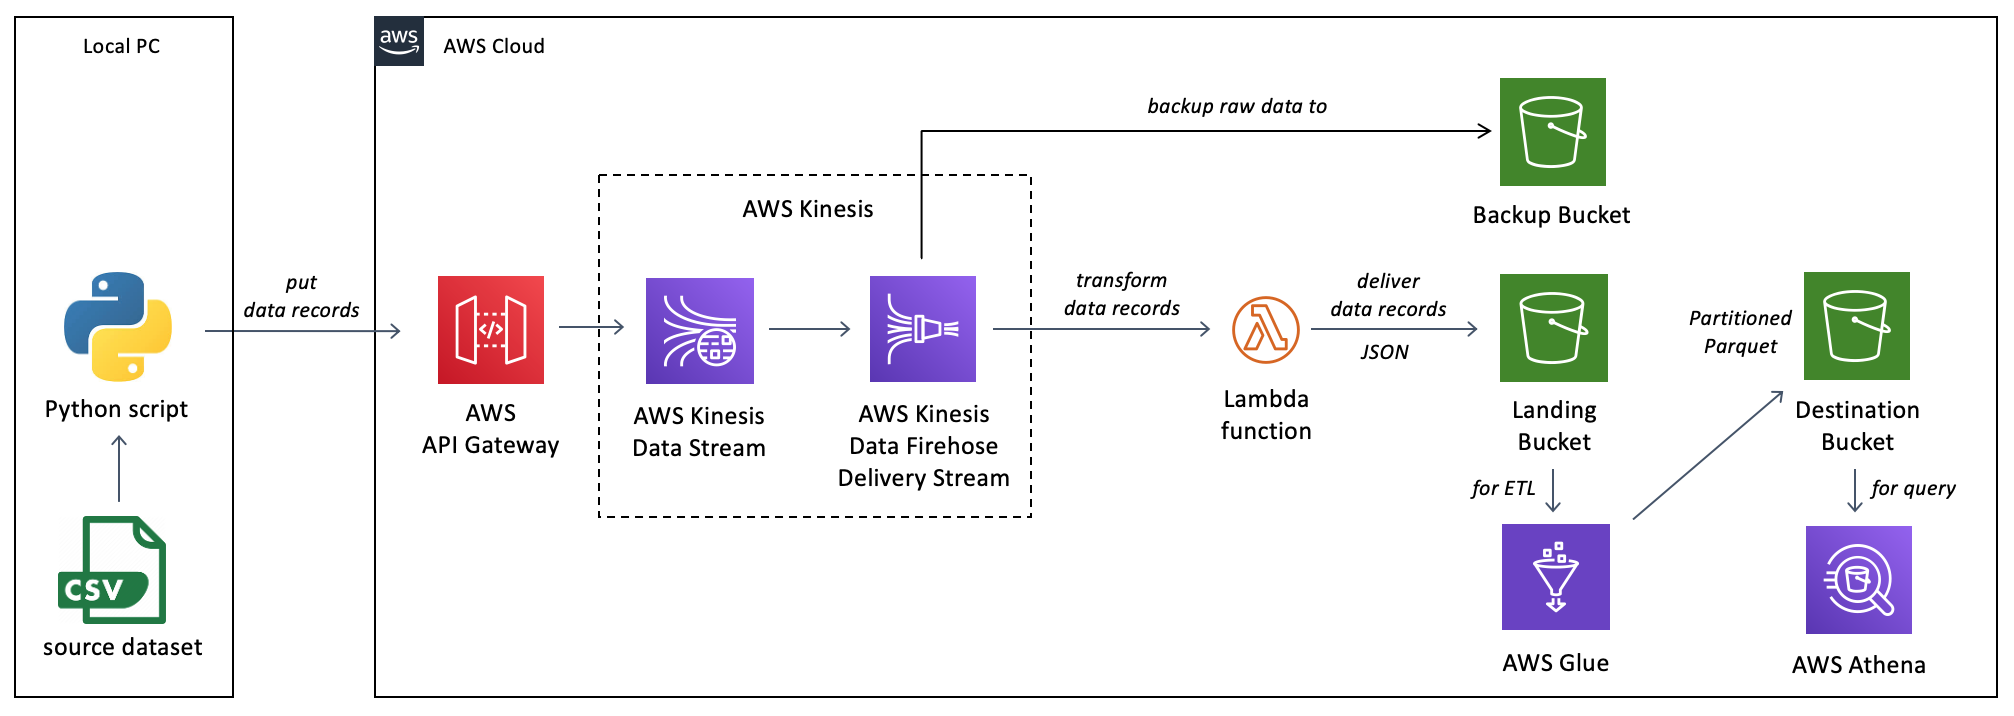 Local PC
aws
AWS Cloud
backup raw data to
Backup Bucket
AWS Kinesis
put
data records
transform
data records
deliver
data records
JSON
Partitioned
Parquet
Python script
AWS
API Gateway
AWS Kinesis
Data Stream
AWS Kinesis
Data Firehose
Delivery Stream
Lambda
function
Landing
Bucket
Destination
Bucket
for ETL
for query
CSV
source dataset
AWS Glue
AWS Athena